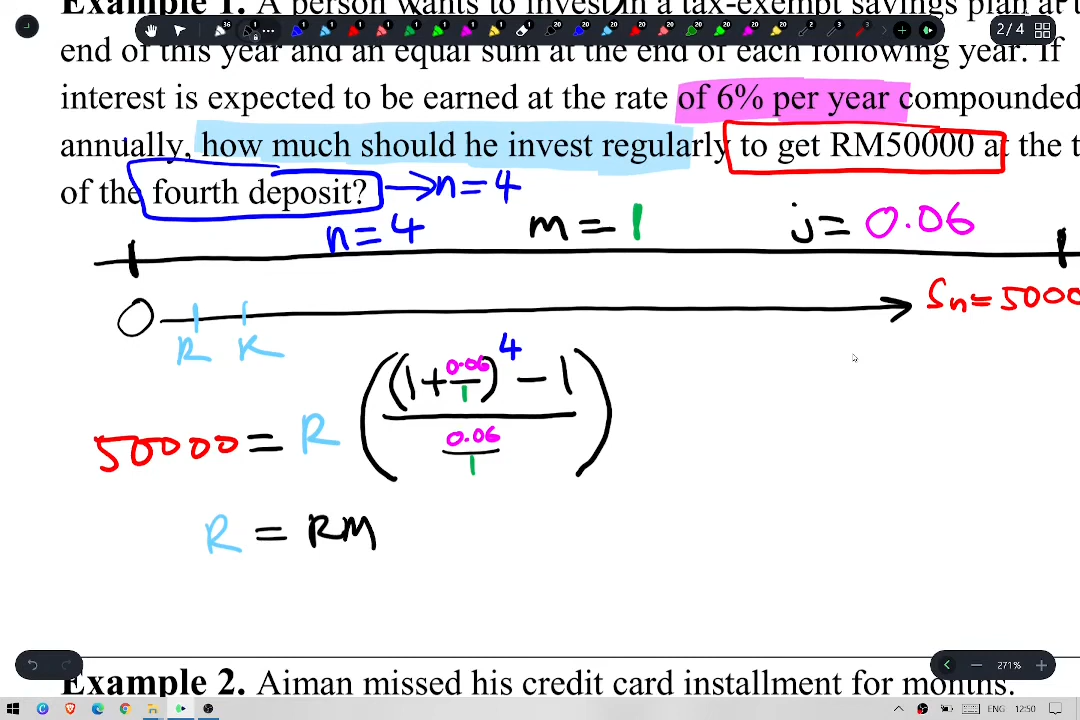 Example 1. A person wants to invest in a tax-exempt savings plan at
2/4
end of this year and an equal sum at the end of each following year. If
interest is expected to be earned at the rate of 6% per year compounded
annually, how much should he invest regularly to get RM50000 at the t
of the fourth deposit? → n = 4
n = 4 m = 1 j = 0.06
0 R R Sn = 5000
50000 = R ( ( (1 + 0.06/1)^4 - 1 ) / (0.06/1) )
R = RM
271%
Example 2. Aiman missed his credit card installment for months.
ENG 12:50